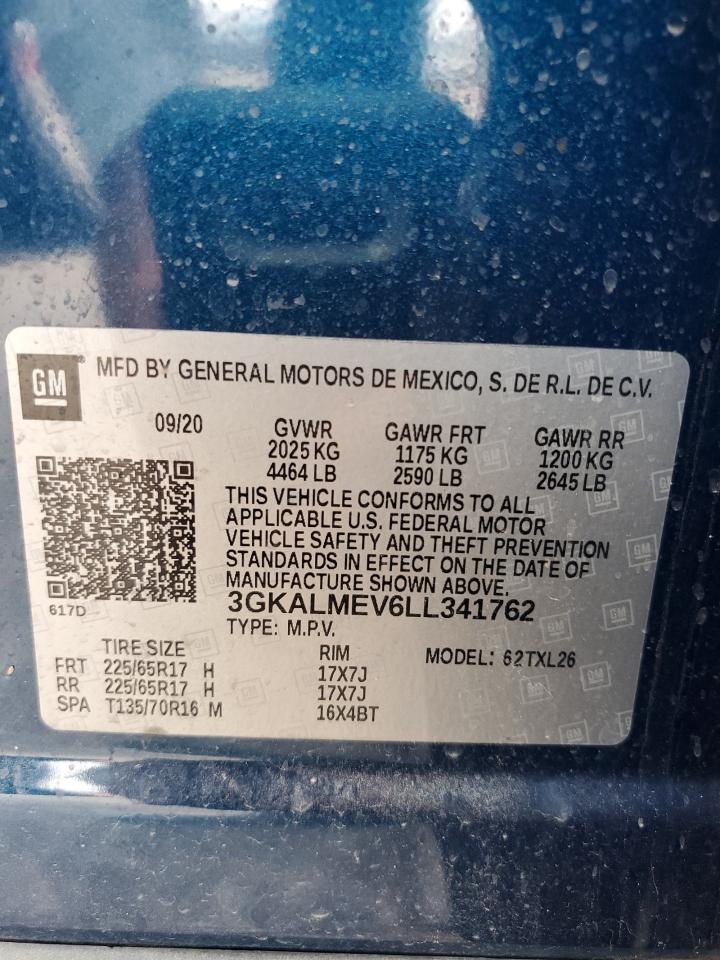 GM
MFD BY GENERAL MOTORS DE MEXICO, S. DE R.L. DE C.V.
09/20 GVWR GAWR FRT GAWR RR
2025 KG 1175 KG 1200 KG
4464 LB 2590 LB 2645 LB
THIS VEHICLE CONFORMS TO ALL
APPLICABLE U.S. FEDERAL MOTOR
VEHICLE SAFETY AND THEFT PREVENTION
STANDARDS IN EFFECT ON THE DATE OF
MANUFACTURE SHOWN ABOVE.
617D 3GKALMEV6LL341762
TYPE: M.P.V.
TIRE SIZE RIM MODEL: 62TXL26
FRT 225/65R17 H 17X7J
RR 225/65R17 H 17X7J
SPA T135/70R16 M 16X4BT